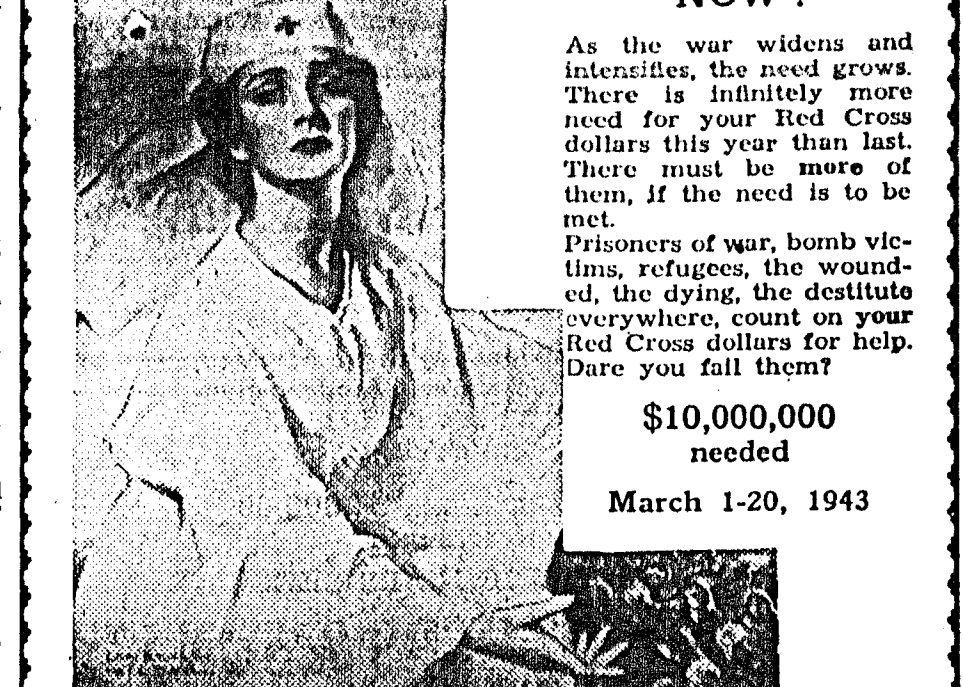 NOW!
As the war widens and
intensifies, the need grows.
There is infinitely more
need for your Red Cross
dollars this year than last.
There must be more of
them, if the need is to be
met.
Prisoners of war, bomb vic-
tims, refugees, the wound-
ed, the dying, the destitute
everywhere, count on your
Red Cross dollars for help.
Dare you fail them?
$10,000,000
needed
March 1-20, 1943